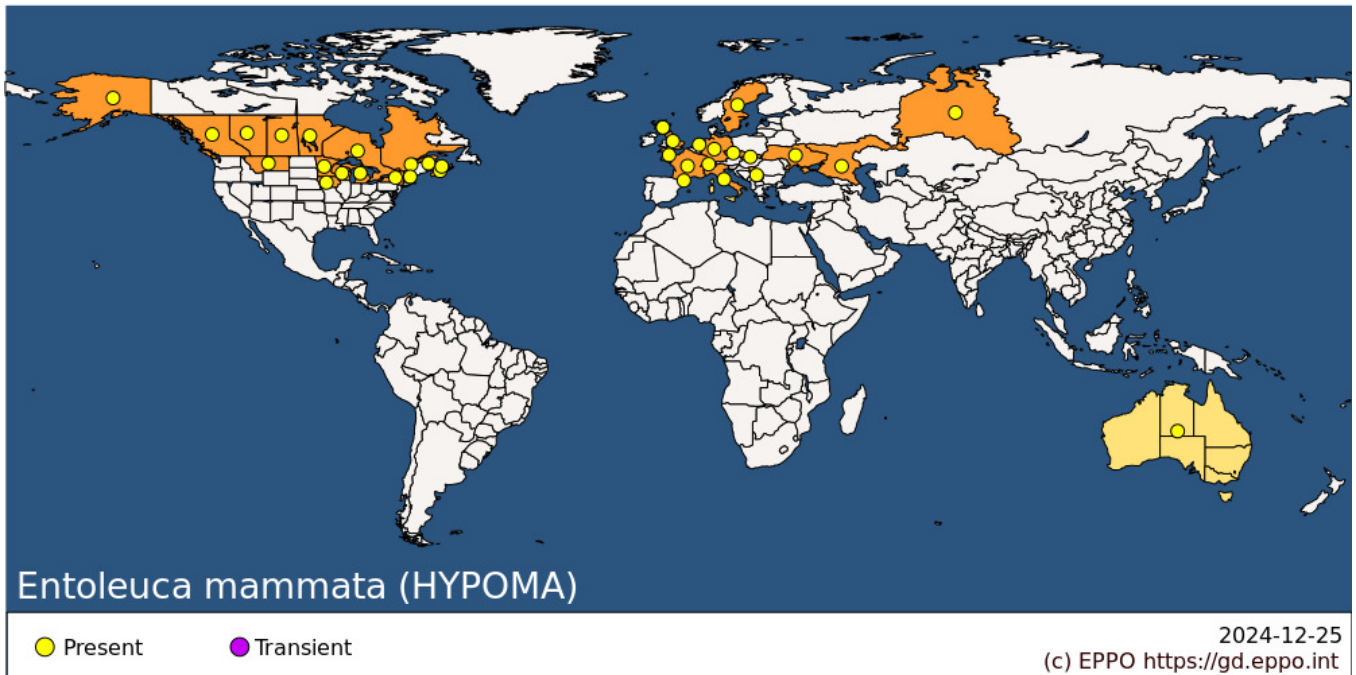 Entoleuca mammata (HYPOMA)
Present
Transient
2024-12-25
(c) EPPO https://gd.eppo.int